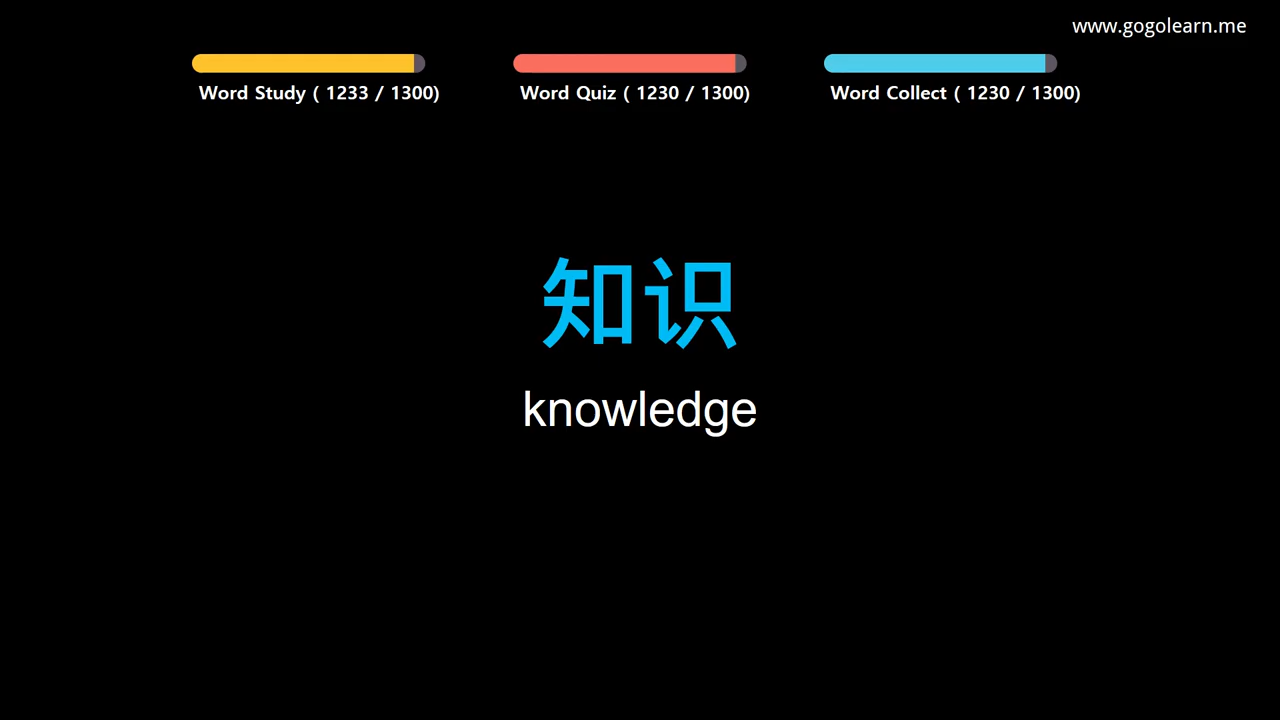 www.gogolearn.me
Word Study ( 1233 / 1300)
Word Quiz ( 1230 / 1300)
Word Collect ( 1230 / 1300)
知识
knowledge